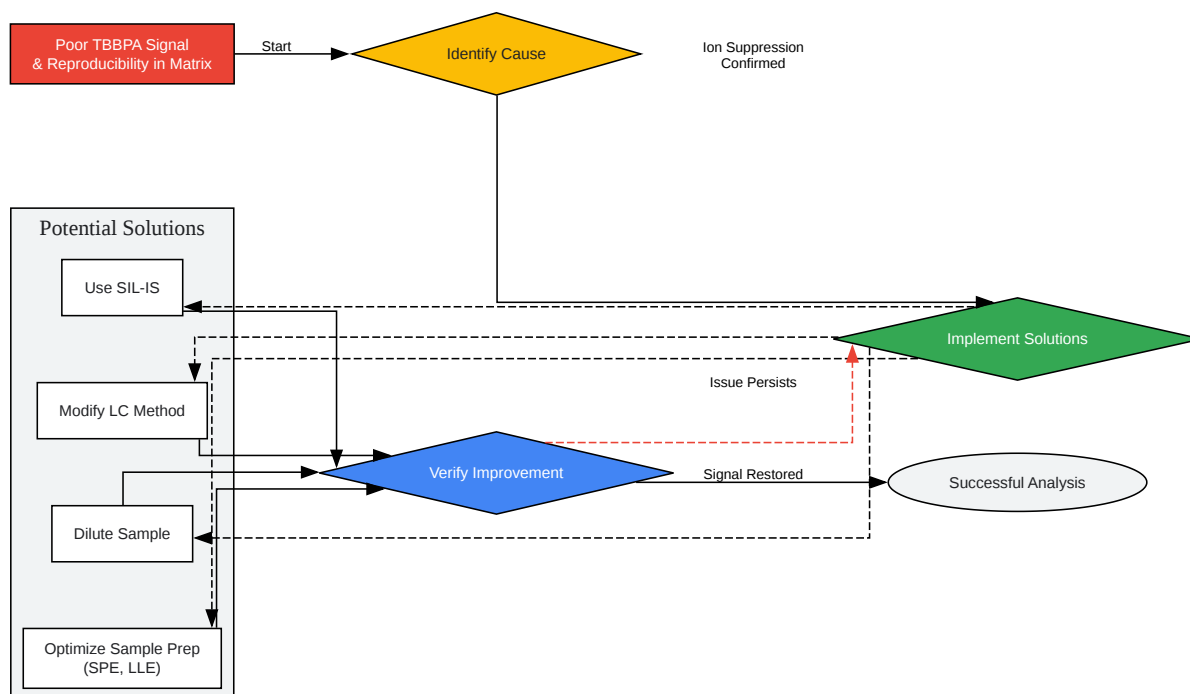 Poor TBBPA Signal
& Reproducibility in Matrix
Start
Identify Cause
Ion Suppression
Confirmed
Potential Solutions
Use SIL-IS
Implement Solutions
Modify LC Method
Issue Persists
Verify Improvement
Signal Restored
Successful Analysis
Dilute Sample
Optimize Sample Prep
(SPE, LLE)